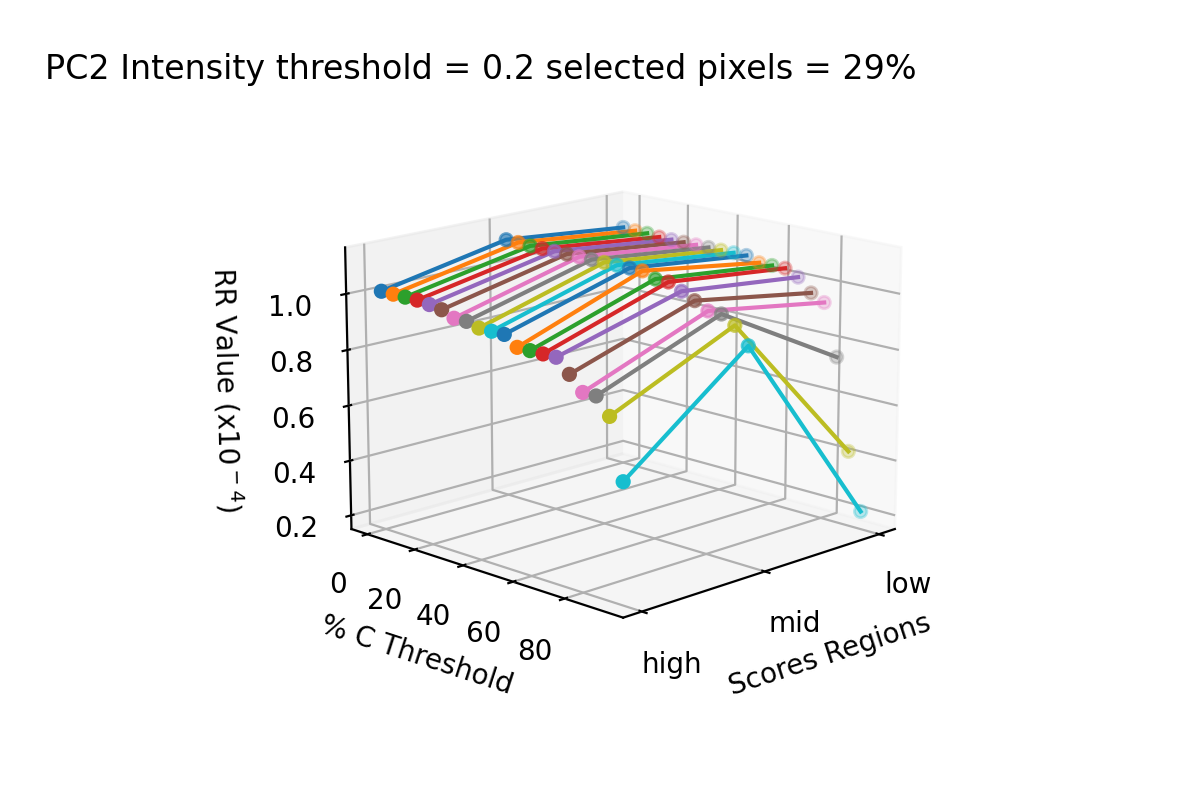 PC2 Intensity threshold = 0.2 selected pixels = 29%
RR Value (x10⁻⁴)
1.0
0.8
0.6
0.4
0.2
0
20
40
60
80
% C Threshold
high
mid
low
Scores Regions